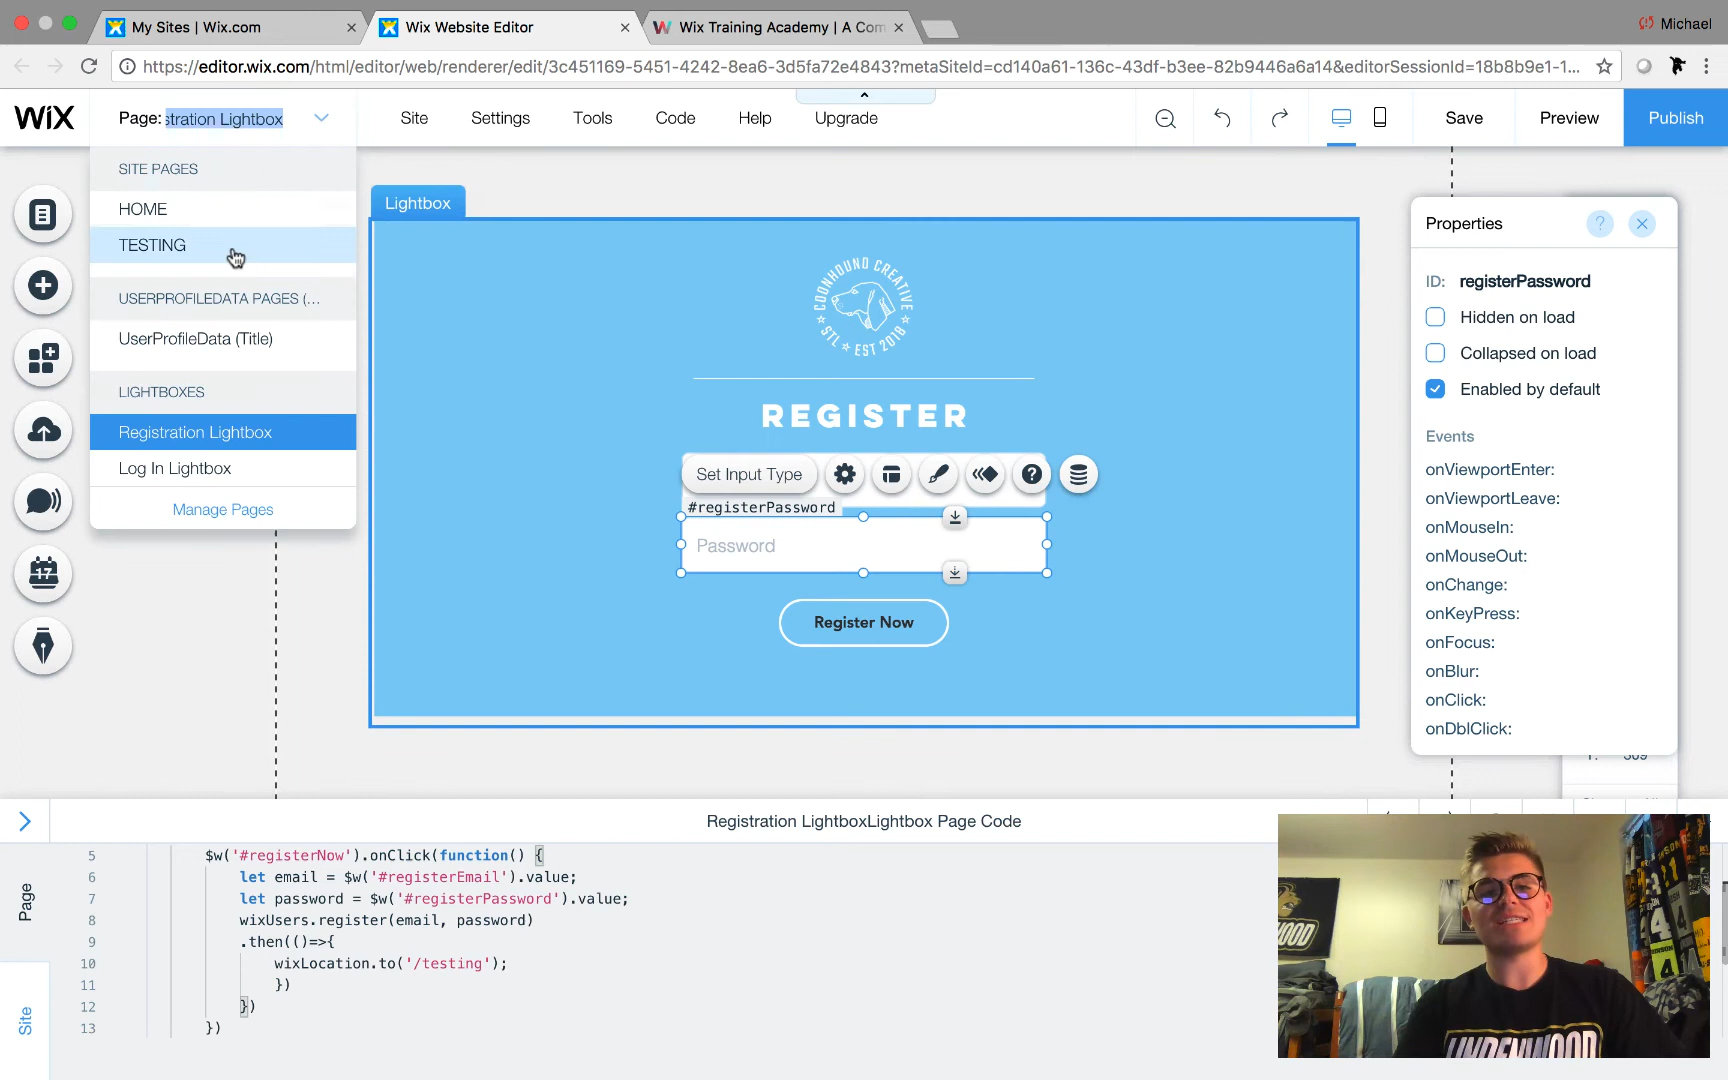 My Sites | Wix.com
Wix Website Editor
Wix Training Academy | A Com
Michael
https://editor.wix.com/html/editor/web/renderer/edit/3c451169-5451-4242-8ea6-3d5fa72e4843?metaSiteId=cd140a61-136c-43df-b3ee-82b9446a6a14&editorSessionId=18b8b9e1-1...
WiX
Page: stration Lightbox
Site
Settings
Tools
Code
Help
Upgrade
Save
Preview
Publish
SITE PAGES
HOME
TESTING
USERPROFILEDATA PAGES (...
UserProfileData (Title)
LIGHTBOXES
Registration Lightbox
Log In Lightbox
Manage Pages
17
Lightbox
COONHOUND CREATIVE
STL ★ EST 2018
REGISTER
Set Input Type
#registerPassword
Password
Register Now
Properties
?
ID: registerPassword
Hidden on load
Collapsed on load
Enabled by default
Events
onViewportEnter:
onViewportLeave:
onMouseIn:
onMouseOut:
onChange:
onKeyPress:
onFocus:
onBlur:
onClick:
onDblClick:
Registration LightboxLightbox Page Code
Page
Site
5 $w('#registerNow').onClick(function() {
6 let email = $w('#registerEmail').value;
7 let password = $w('#registerPassword').value;
8 wixUsers.register(email, password)
9 .then(()=>{
10 wixLocation.to('/testing');
11 })
12 })
13 })
WOOD
LINDENWOOD
4
4